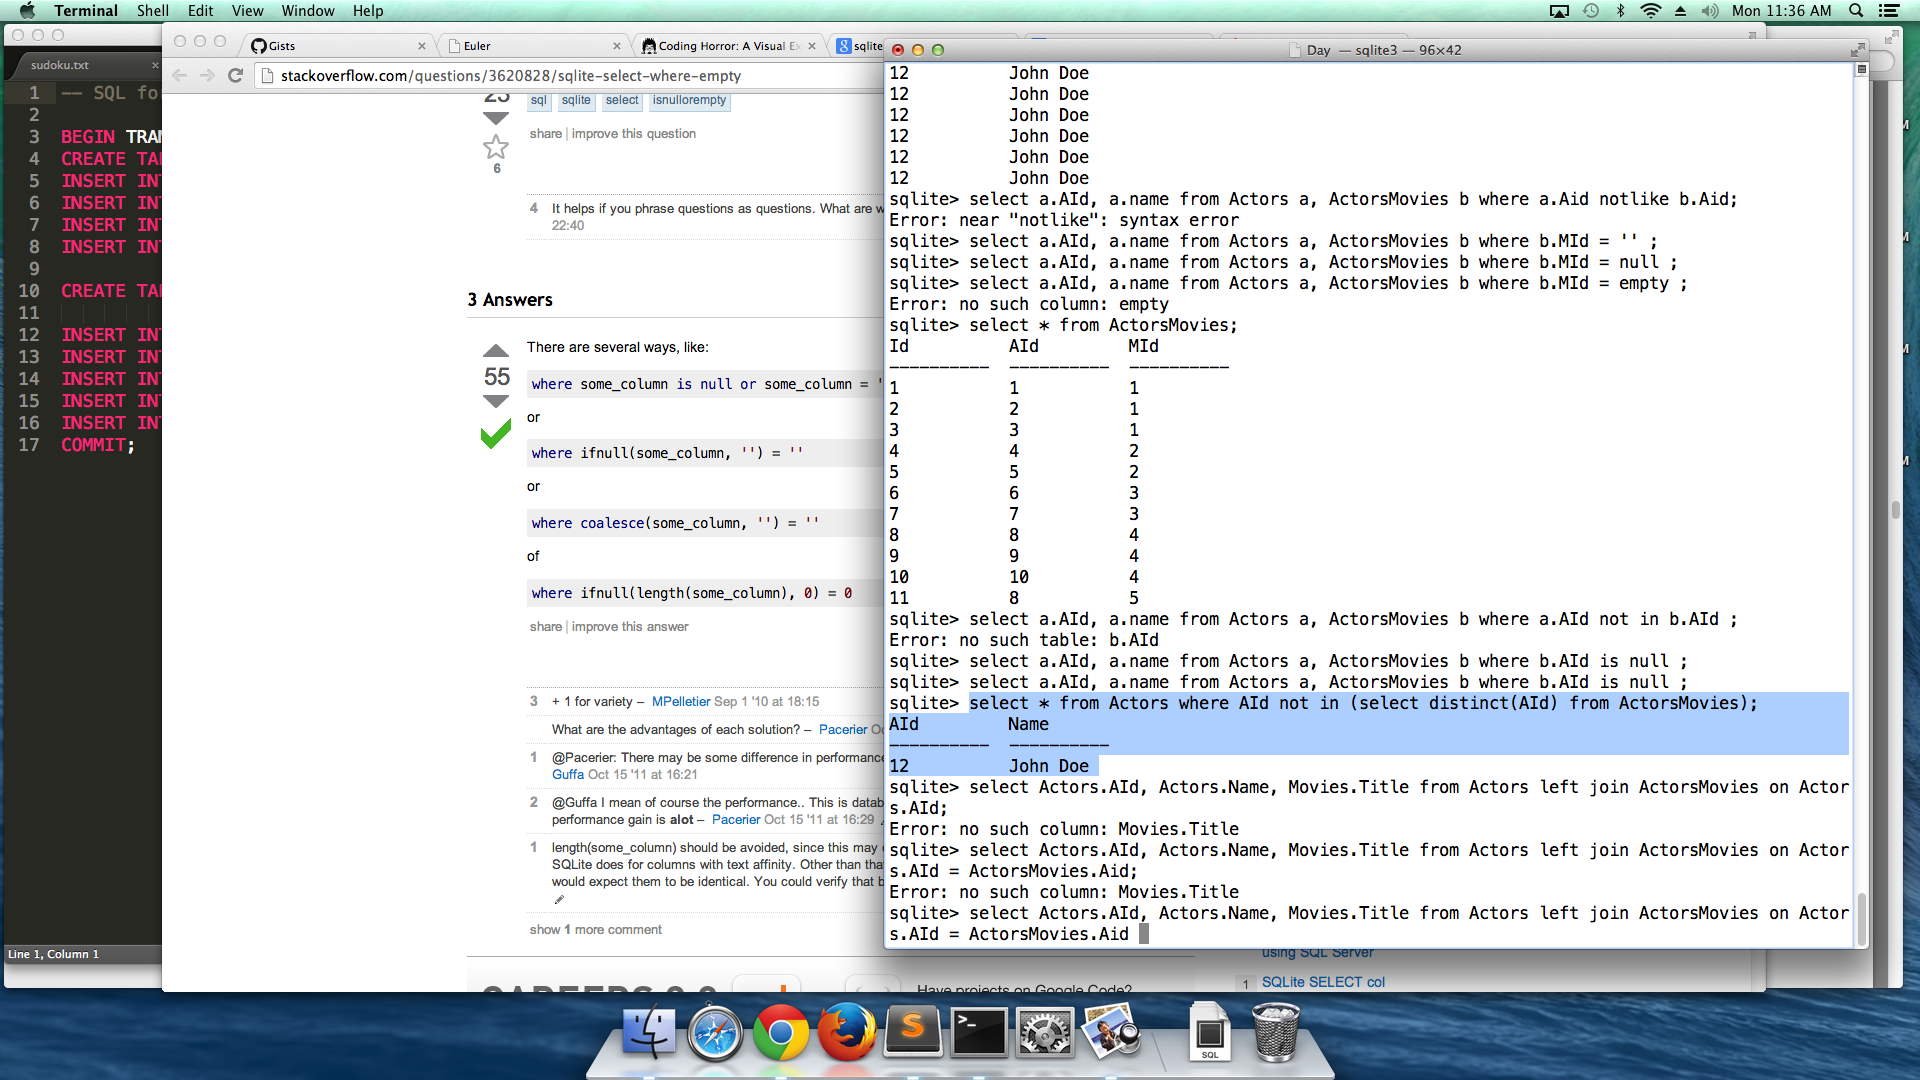 Terminal Shell Edit View Window Help
Mon 11:36 AM
Gists
Euler
Coding Horror: A Visual Ex
sqlite
stackoverflow.com/questions/3620828/sqlite-select-where-empty
sudoku.txt
1 -- SQL fo
2
3 BEGIN TRAN
4 CREATE TA
5 INSERT INT
6 INSERT INT
7 INSERT INT
8 INSERT INT
9
10 CREATE TA
11
12 INSERT INT
13 INSERT INT
14 INSERT INT
15 INSERT INT
16 INSERT INT
17 COMMIT;
Line 1, Column 1
sql sqlite select isnullorempty
share | improve this question
6
4 It helps if you phrase questions as questions. What are w
22:40
3 Answers
There are several ways, like:
55
where some_column is null or some_column = '
or
where ifnull(some_column, '') = ''
or
where coalesce(some_column, '') = ''
of
where ifnull(length(some_column), 0) = 0
share | improve this answer
3 + 1 for variety – MPelletier Sep 1 '10 at 18:15
What are the advantages of each solution? – Pacerier Oc
1 @Pacerier: There may be some difference in performance
Guffa Oct 15 '11 at 16:21
2 @Guffa I mean of course the performance.. This is datab
performance gain is alot – Pacerier Oct 15 '11 at 16:29
1 length(some_column) should be avoided, since this may
SQLite does for columns with text affinity. Other than that
would expect them to be identical. You could verify that b
show 1 more comment
CAREERS 2.0
Have projects on Google Code?
using SQL Server
1 SQLite SELECT col
Day — sqlite3 — 96×42
12 John Doe
12 John Doe
12 John Doe
12 John Doe
12 John Doe
12 John Doe
sqlite> select a.AId, a.name from Actors a, ActorsMovies b where a.Aid notlike b.Aid;
Error: near "notlike": syntax error
sqlite> select a.AId, a.name from Actors a, ActorsMovies b where b.MId = '' ;
sqlite> select a.AId, a.name from Actors a, ActorsMovies b where b.MId = null ;
sqlite> select a.AId, a.name from Actors a, ActorsMovies b where b.MId = empty ;
Error: no such column: empty
sqlite> select * from ActorsMovies;
Id AId MId
---------- ---------- ----------
1 1 1
2 2 1
3 3 1
4 4 2
5 5 2
6 6 3
7 7 3
8 8 4
9 9 4
10 10 4
11 8 5
sqlite> select a.AId, a.name from Actors a, ActorsMovies b where a.AId not in b.AId ;
Error: no such table: b.AId
sqlite> select a.AId, a.name from Actors a, ActorsMovies b where b.AId is null ;
sqlite> select a.AId, a.name from Actors a, ActorsMovies b where b.AId is null ;
sqlite> select * from Actors where AId not in (select distinct(AId) from ActorsMovies);
AId Name
---------- ----------
12 John Doe
sqlite> select Actors.AId, Actors.Name, Movies.Title from Actors left join ActorsMovies on Actor
s.AId;
Error: no such column: Movies.Title
sqlite> select Actors.AId, Actors.Name, Movies.Title from Actors left join ActorsMovies on Actor
s.AId = ActorsMovies.Aid;
Error: no such column: Movies.Title
sqlite> select Actors.AId, Actors.Name, Movies.Title from Actors left join ActorsMovies on Actor
s.AId = ActorsMovies.Aid
SQL